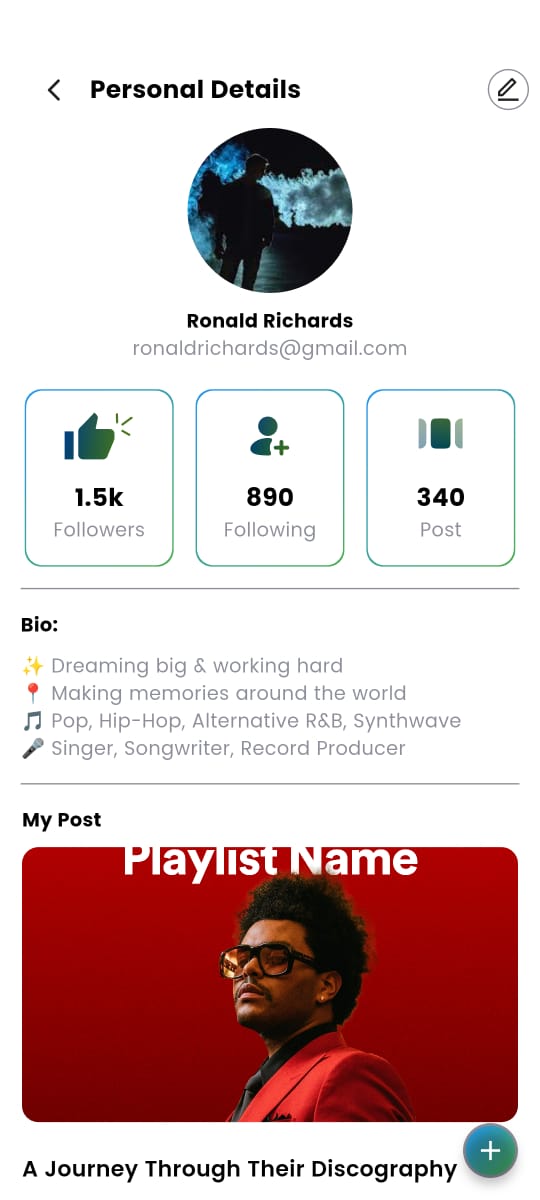 Personal Details
Ronald Richards
ronaldrichards@gmail.com
1.5k
Followers
890
Following
340
Post
Bio:
✨ Dreaming big & working hard
📍 Making memories around the world
🎵 Pop, Hip-Hop, Alternative R&B, Synthwave
🎤 Singer, Songwriter, Record Producer
My Post
Playlist Name
A Journey Through Their Discography